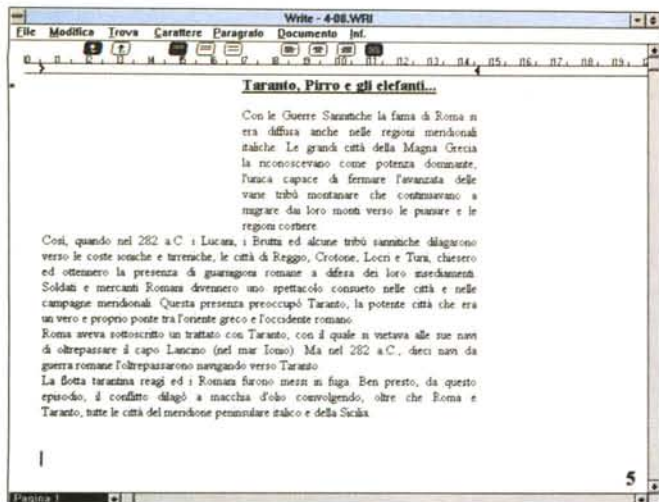 Write - 4-08.WRI
File Modifica Trova Carattere Paragrafo Documento Inf.
Taranto, Pirro e gli elefanti...
Con le Guerre Sannitiche la fama di Roma si
era diffusa anche nelle regioni meridionali
italiche. Le grandi città della Magna Grecia
la riconoscevano come potenza dominante,
l'unica capace di fermare l'avanzata delle
varie tribù montanare che continuavano a
migrare dai loro monti verso le pianure e le
regioni costiere.
Così, quando nel 282 a.C. i Lucani, i Bruttii ed alcune tribù sannitiche dilagarono
verso le coste ioniche e tirreniche, le città di Reggio, Crotone, Locri e Turii, chiesero
ed ottennero la presenza di guarnigioni romane a difesa dei loro insediamenti.
Soldati e mercanti Romani divennero uno spettacolo consueto nelle città e nelle
campagne meridionali. Questa presenza preoccupò Taranto, la potente città che era
un vero e proprio ponte tra l'oriente greco e l'occidente romano.
Roma aveva sottoscritto un trattato con Taranto, con il quale si vietava alle sue navi
di oltrepassare il capo Lancino (nel mar Ionio). Ma nel 282 a.C., dieci navi da
guerra romane l'oltrepassarono navigando verso Taranto.
La flotta tarantina reagì ed i Romani furono messi in fuga. Ben presto, da questo
episodio, il conflitto dilagò a macchia d'olio coinvolgendo, oltre che Roma e
Taranto, tutte le città del meridione peninsulare italico e della Sicilia.
5
Pagina 1